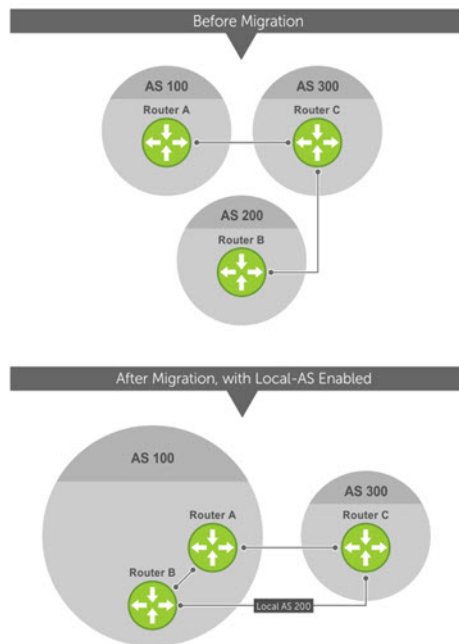 Before Migration
AS 100
AS 300
Router A
Router C
AS 200
Router B
After Migration, with Local-AS Enabled
AS 100
AS 300
Router A
Router C
Router B
Local AS 200